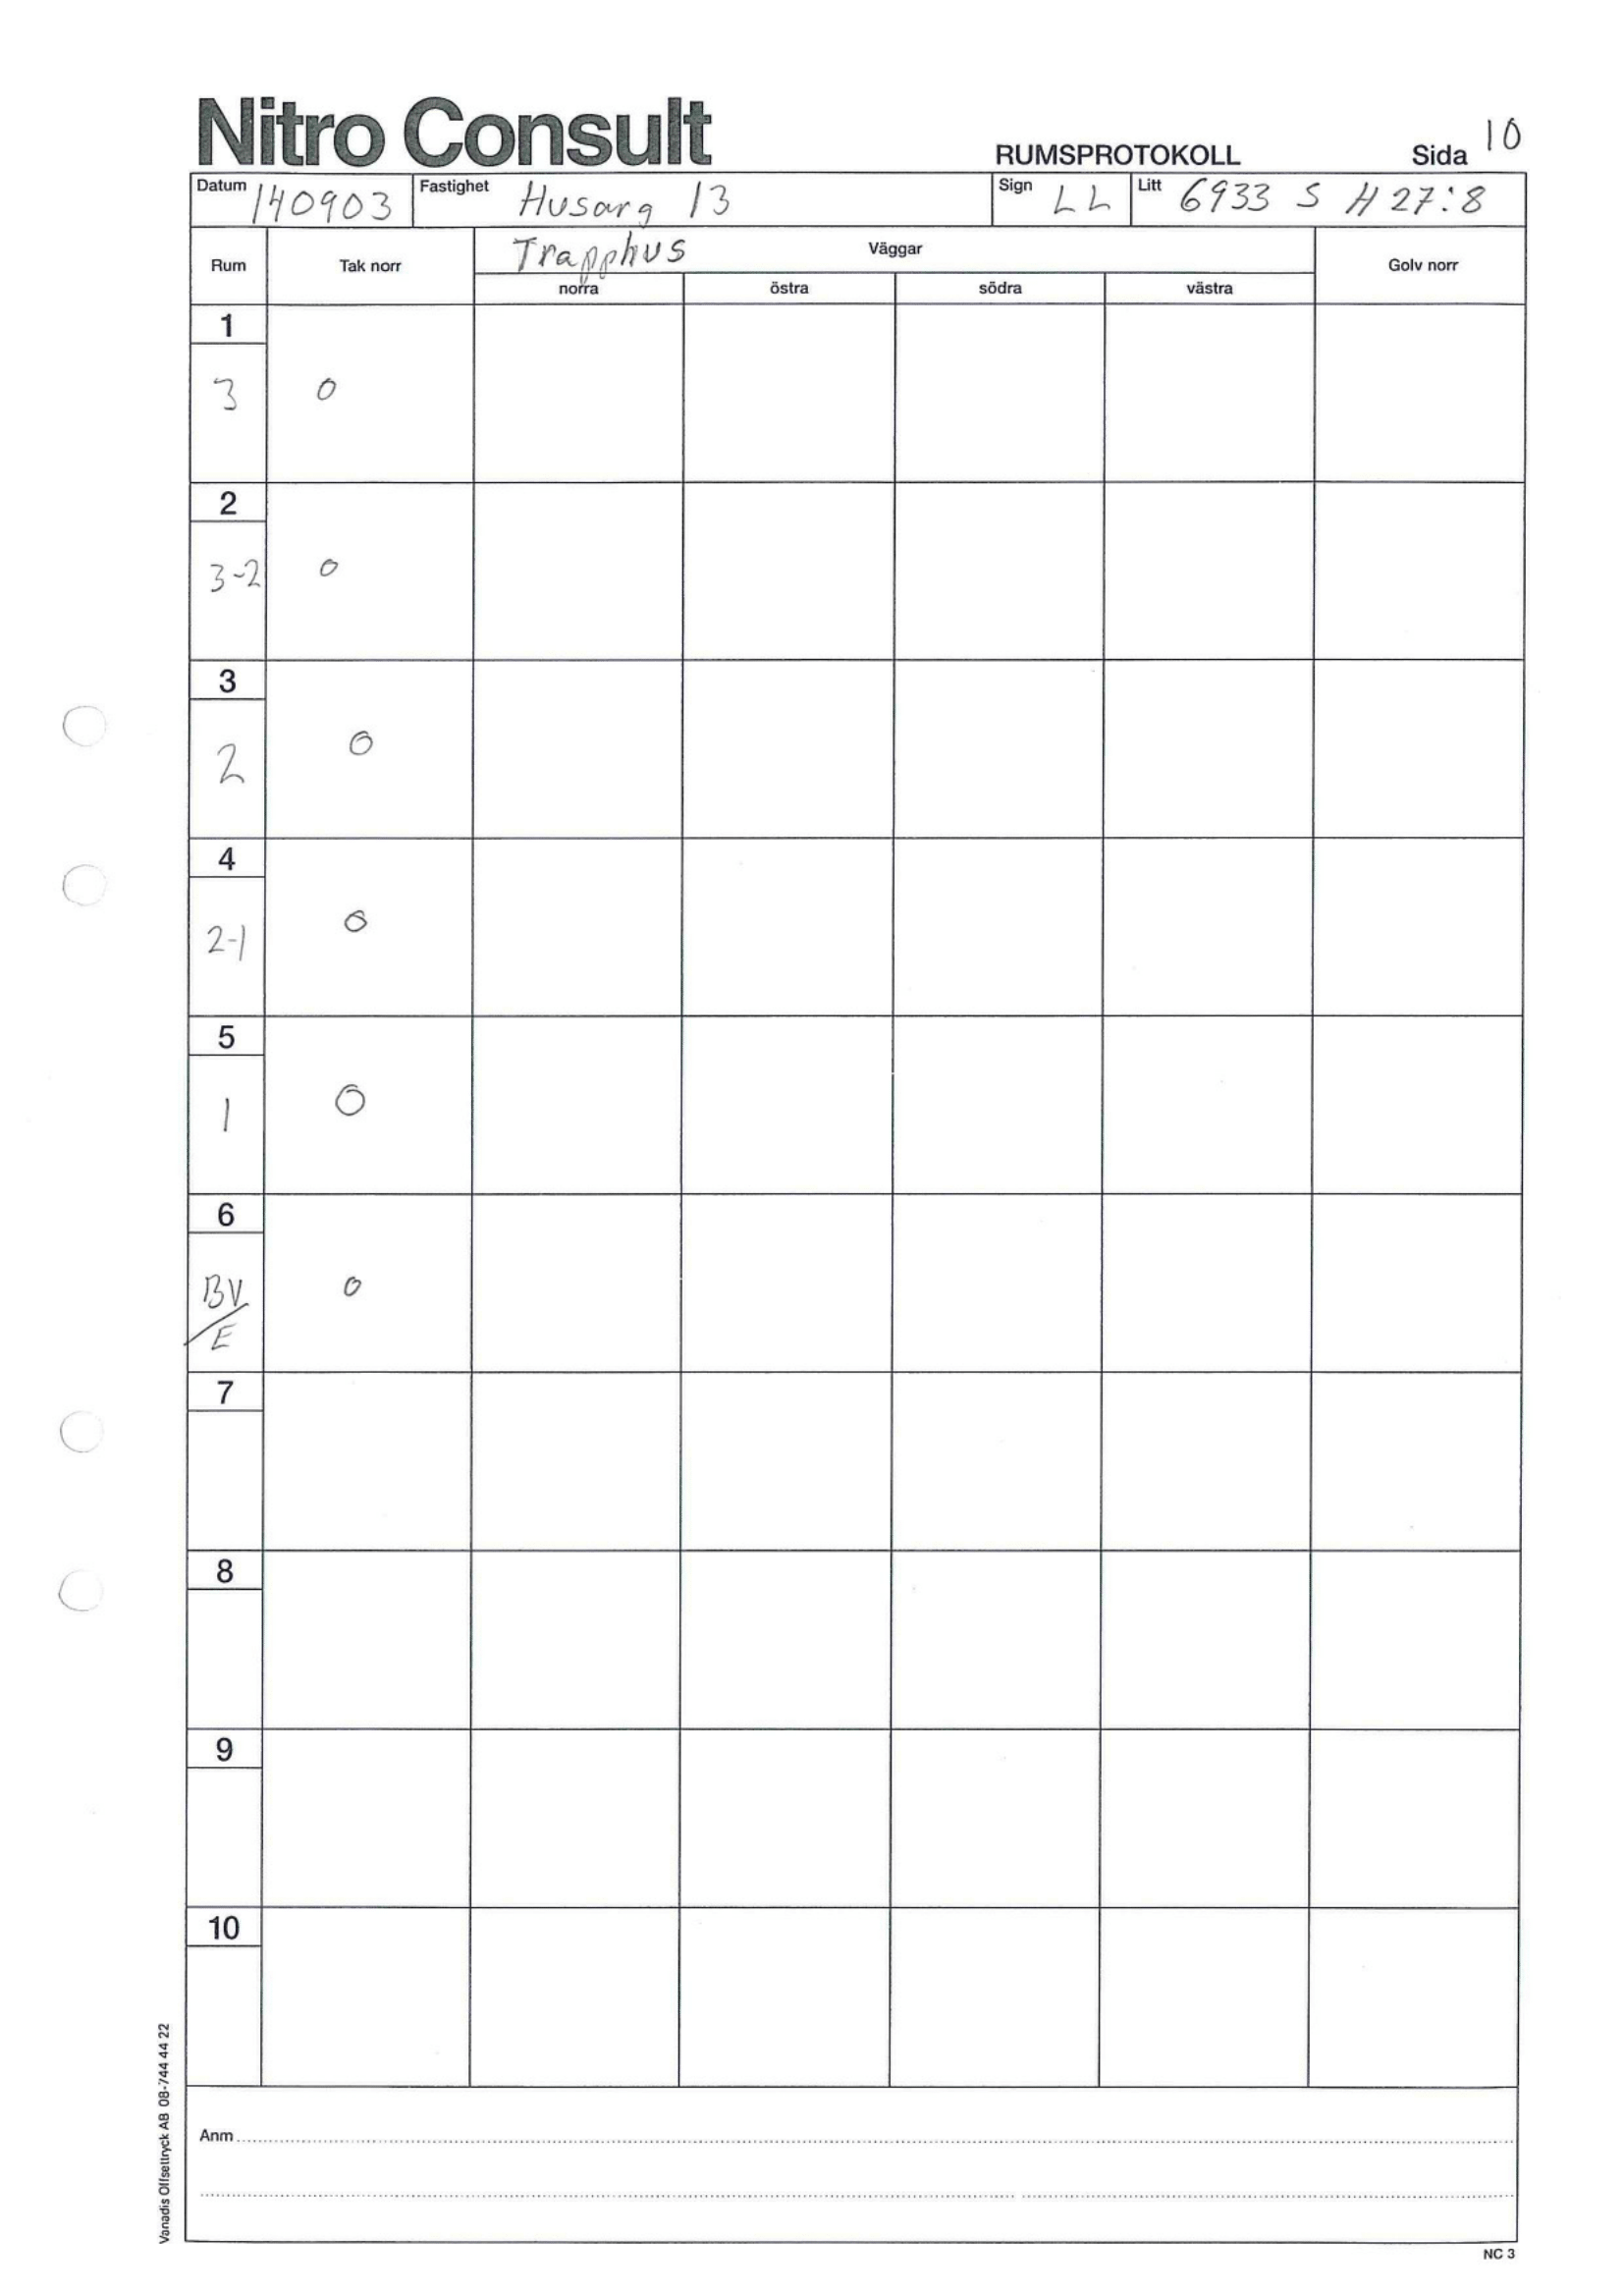 Nitro Consult
RUMSPROTOKOLL Sida 10
Datum 140903 Fastighet Husarg 13 Sign LL Litt 6933 S H 27:8
Rum Tak norr Trapphus Väggar Golv norr
norra östra södra västra
1
3 0
2
3-2 0
3
2 0
4
2-1 0
5
1 0
6
BV 0
/E
7
8
9
10
Anm
Vanadis Offsettryck AB 08-744 44 22
NC 3